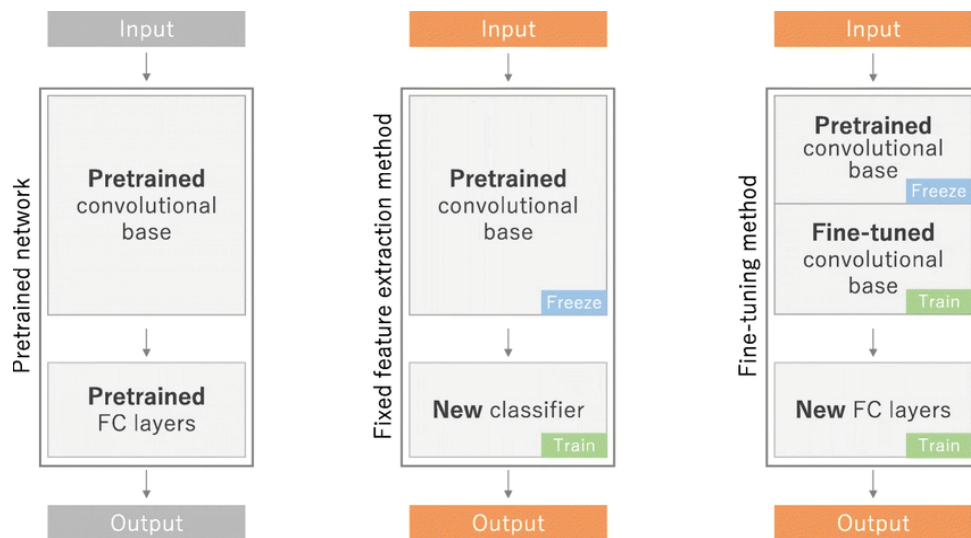 Input
Pretrained network
Pretrained
convolutional
base
Pretrained
FC layers
Output
Input
Fixed feature extraction method
Pretrained
convolutional
base
Freeze
New classifier
Train
Output
Input
Fine-tuning method
Pretrained
convolutional
base
Freeze
Fine-tuned
convolutional
base
Train
New FC layers
Train
Output